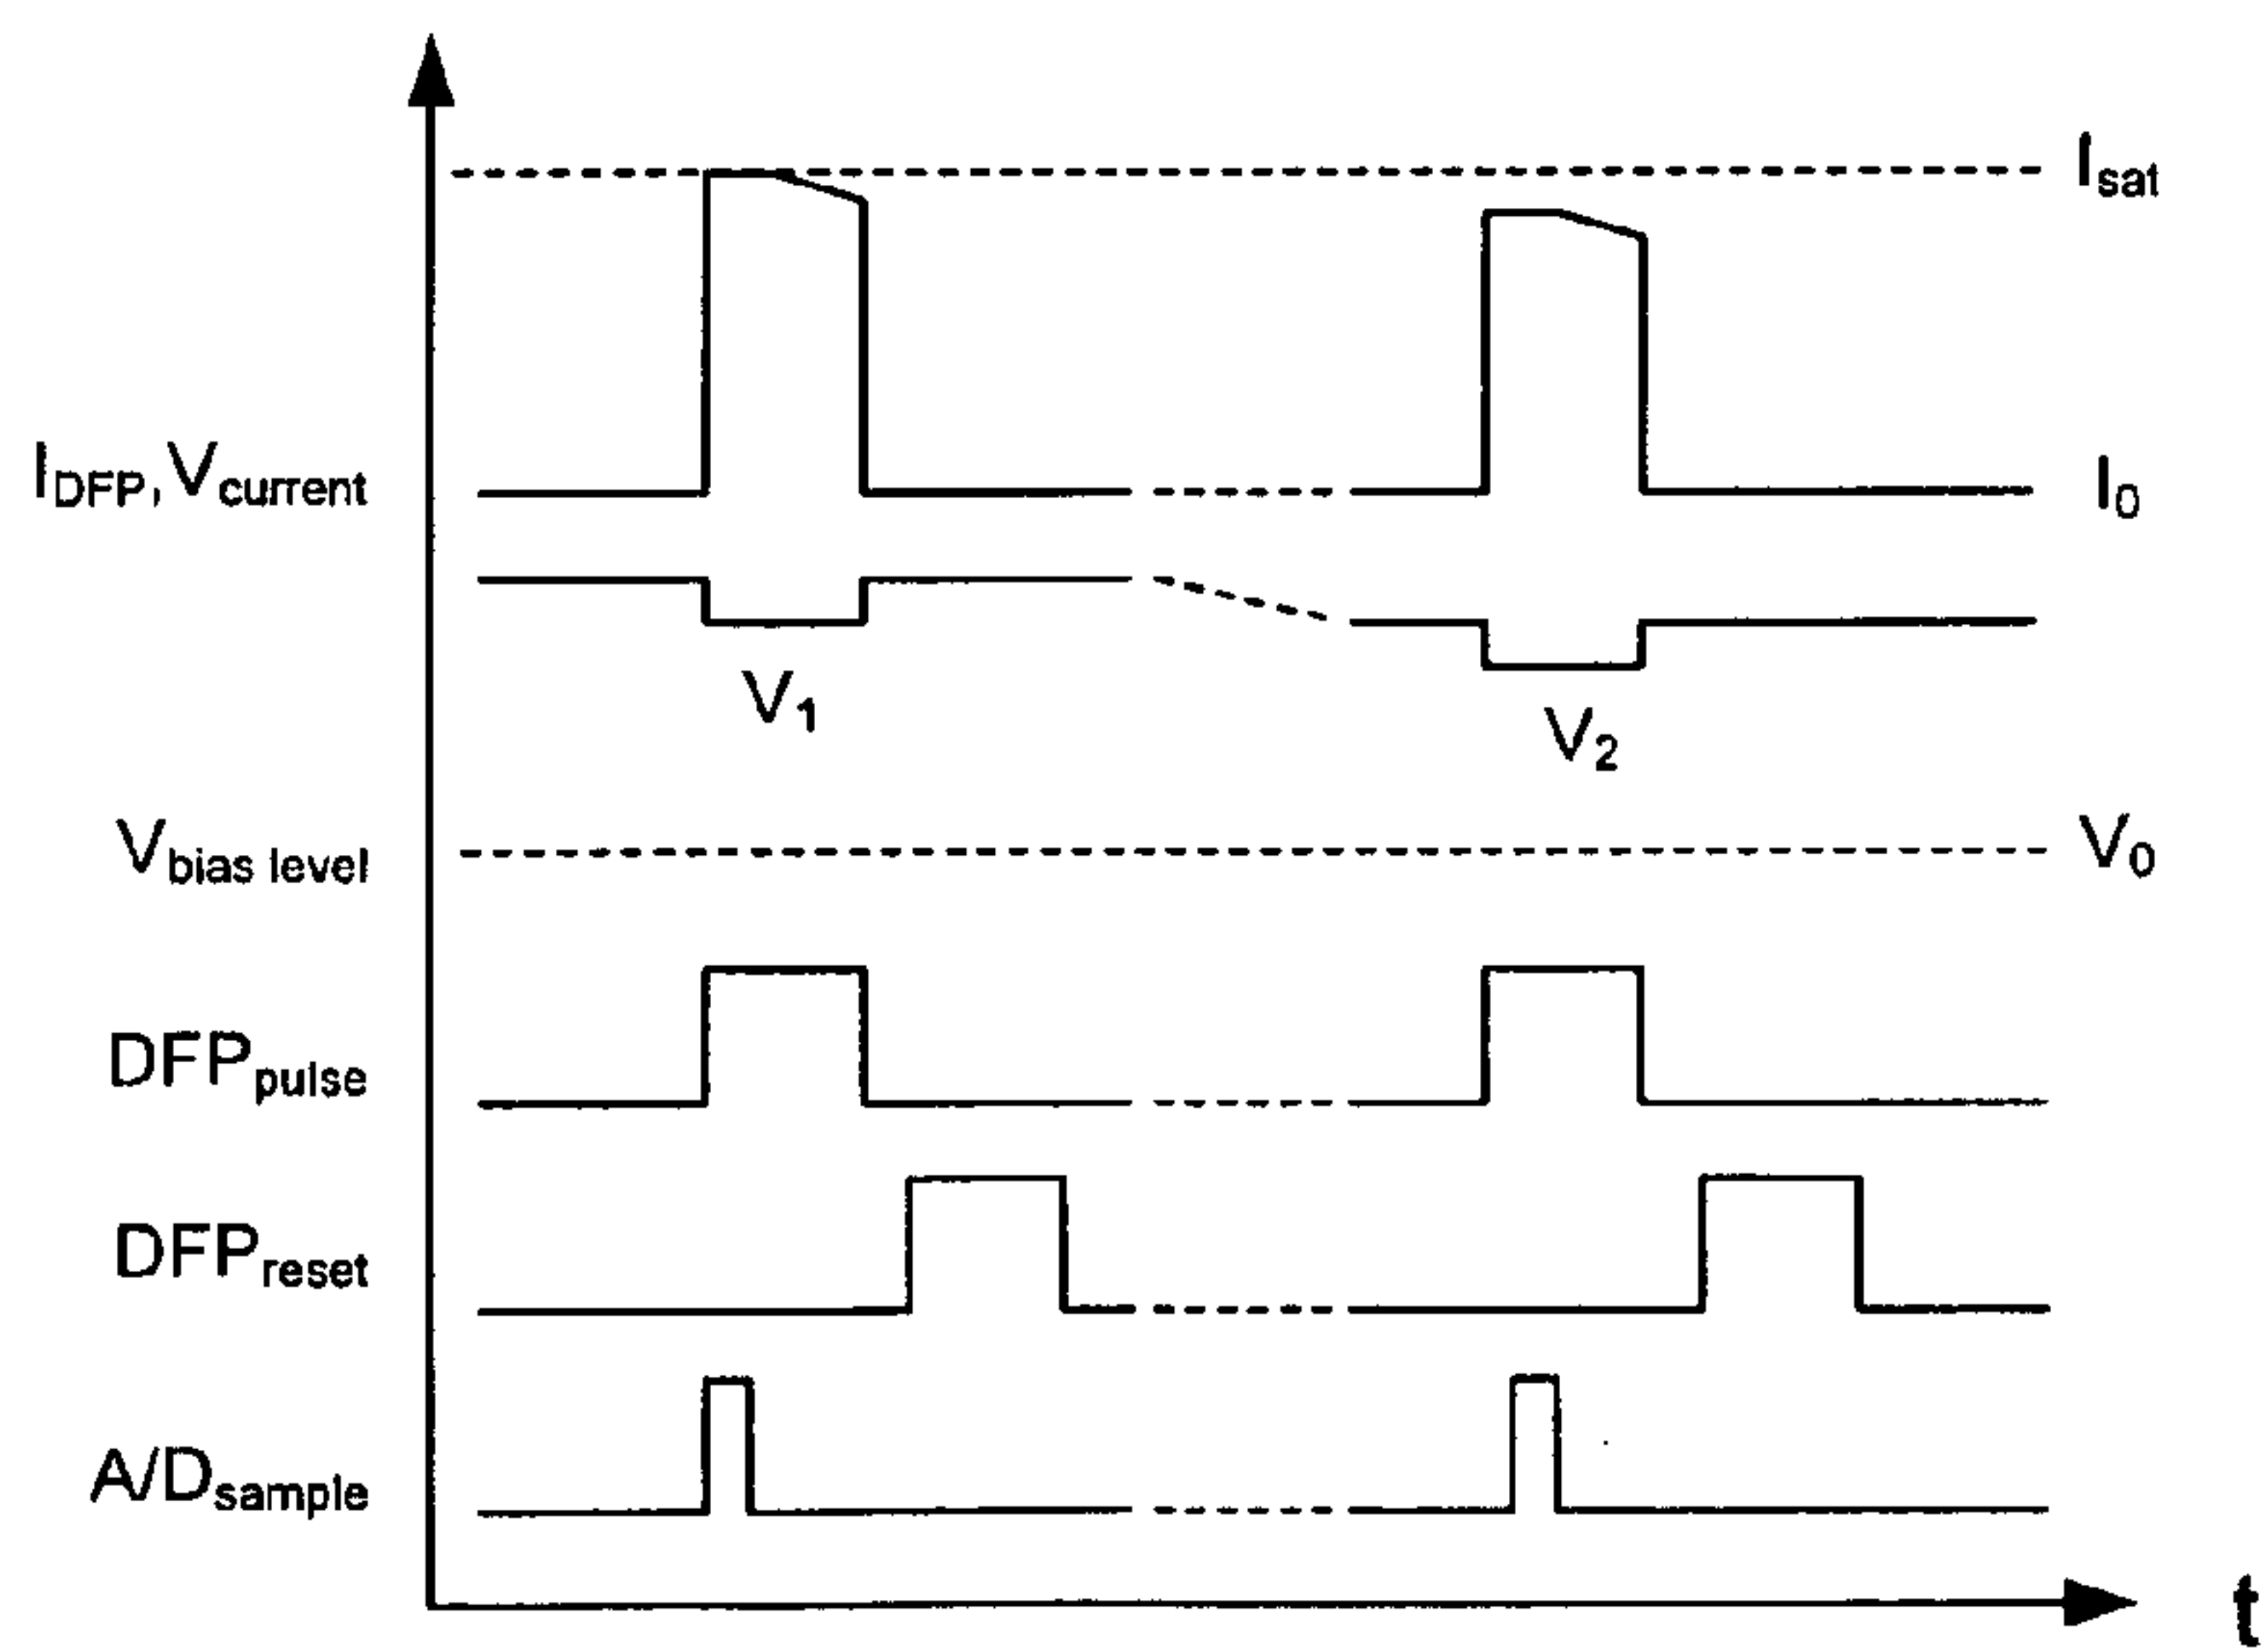 I_sat
I_DFP, V_current
I_0
V_1
V_2
V_bias level
V_0
DFP_pulse
DFP_reset
A/D_sample
t